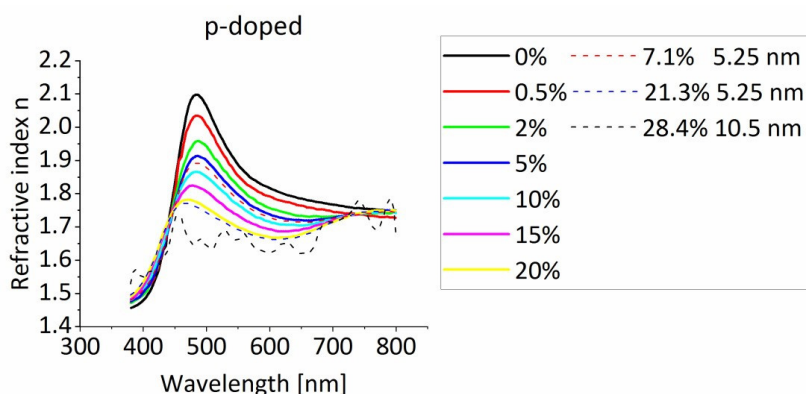 p-doped
2.2
2.1
2.0
1.9
1.8
1.7
1.6
1.5
1.4
Refractive index n
300 400 500 600 700 800
Wavelength [nm]
0% 7.1% 5.25 nm
0.5% 21.3% 5.25 nm
2% 28.4% 10.5 nm
5%
10%
15%
20%